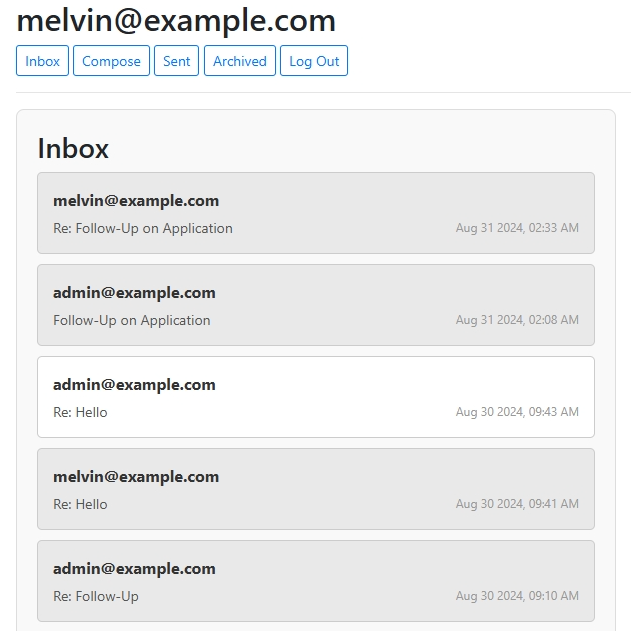 melvin@example.com
Inbox Compose Sent Archived Log Out
Inbox
melvin@example.com
Re: Follow-Up on Application Aug 31 2024, 02:33 AM
admin@example.com
Follow-Up on Application Aug 31 2024, 02:08 AM
admin@example.com
Re: Hello Aug 30 2024, 09:43 AM
melvin@example.com
Re: Hello Aug 30 2024, 09:41 AM
admin@example.com
Re: Follow-Up Aug 30 2024, 09:10 AM